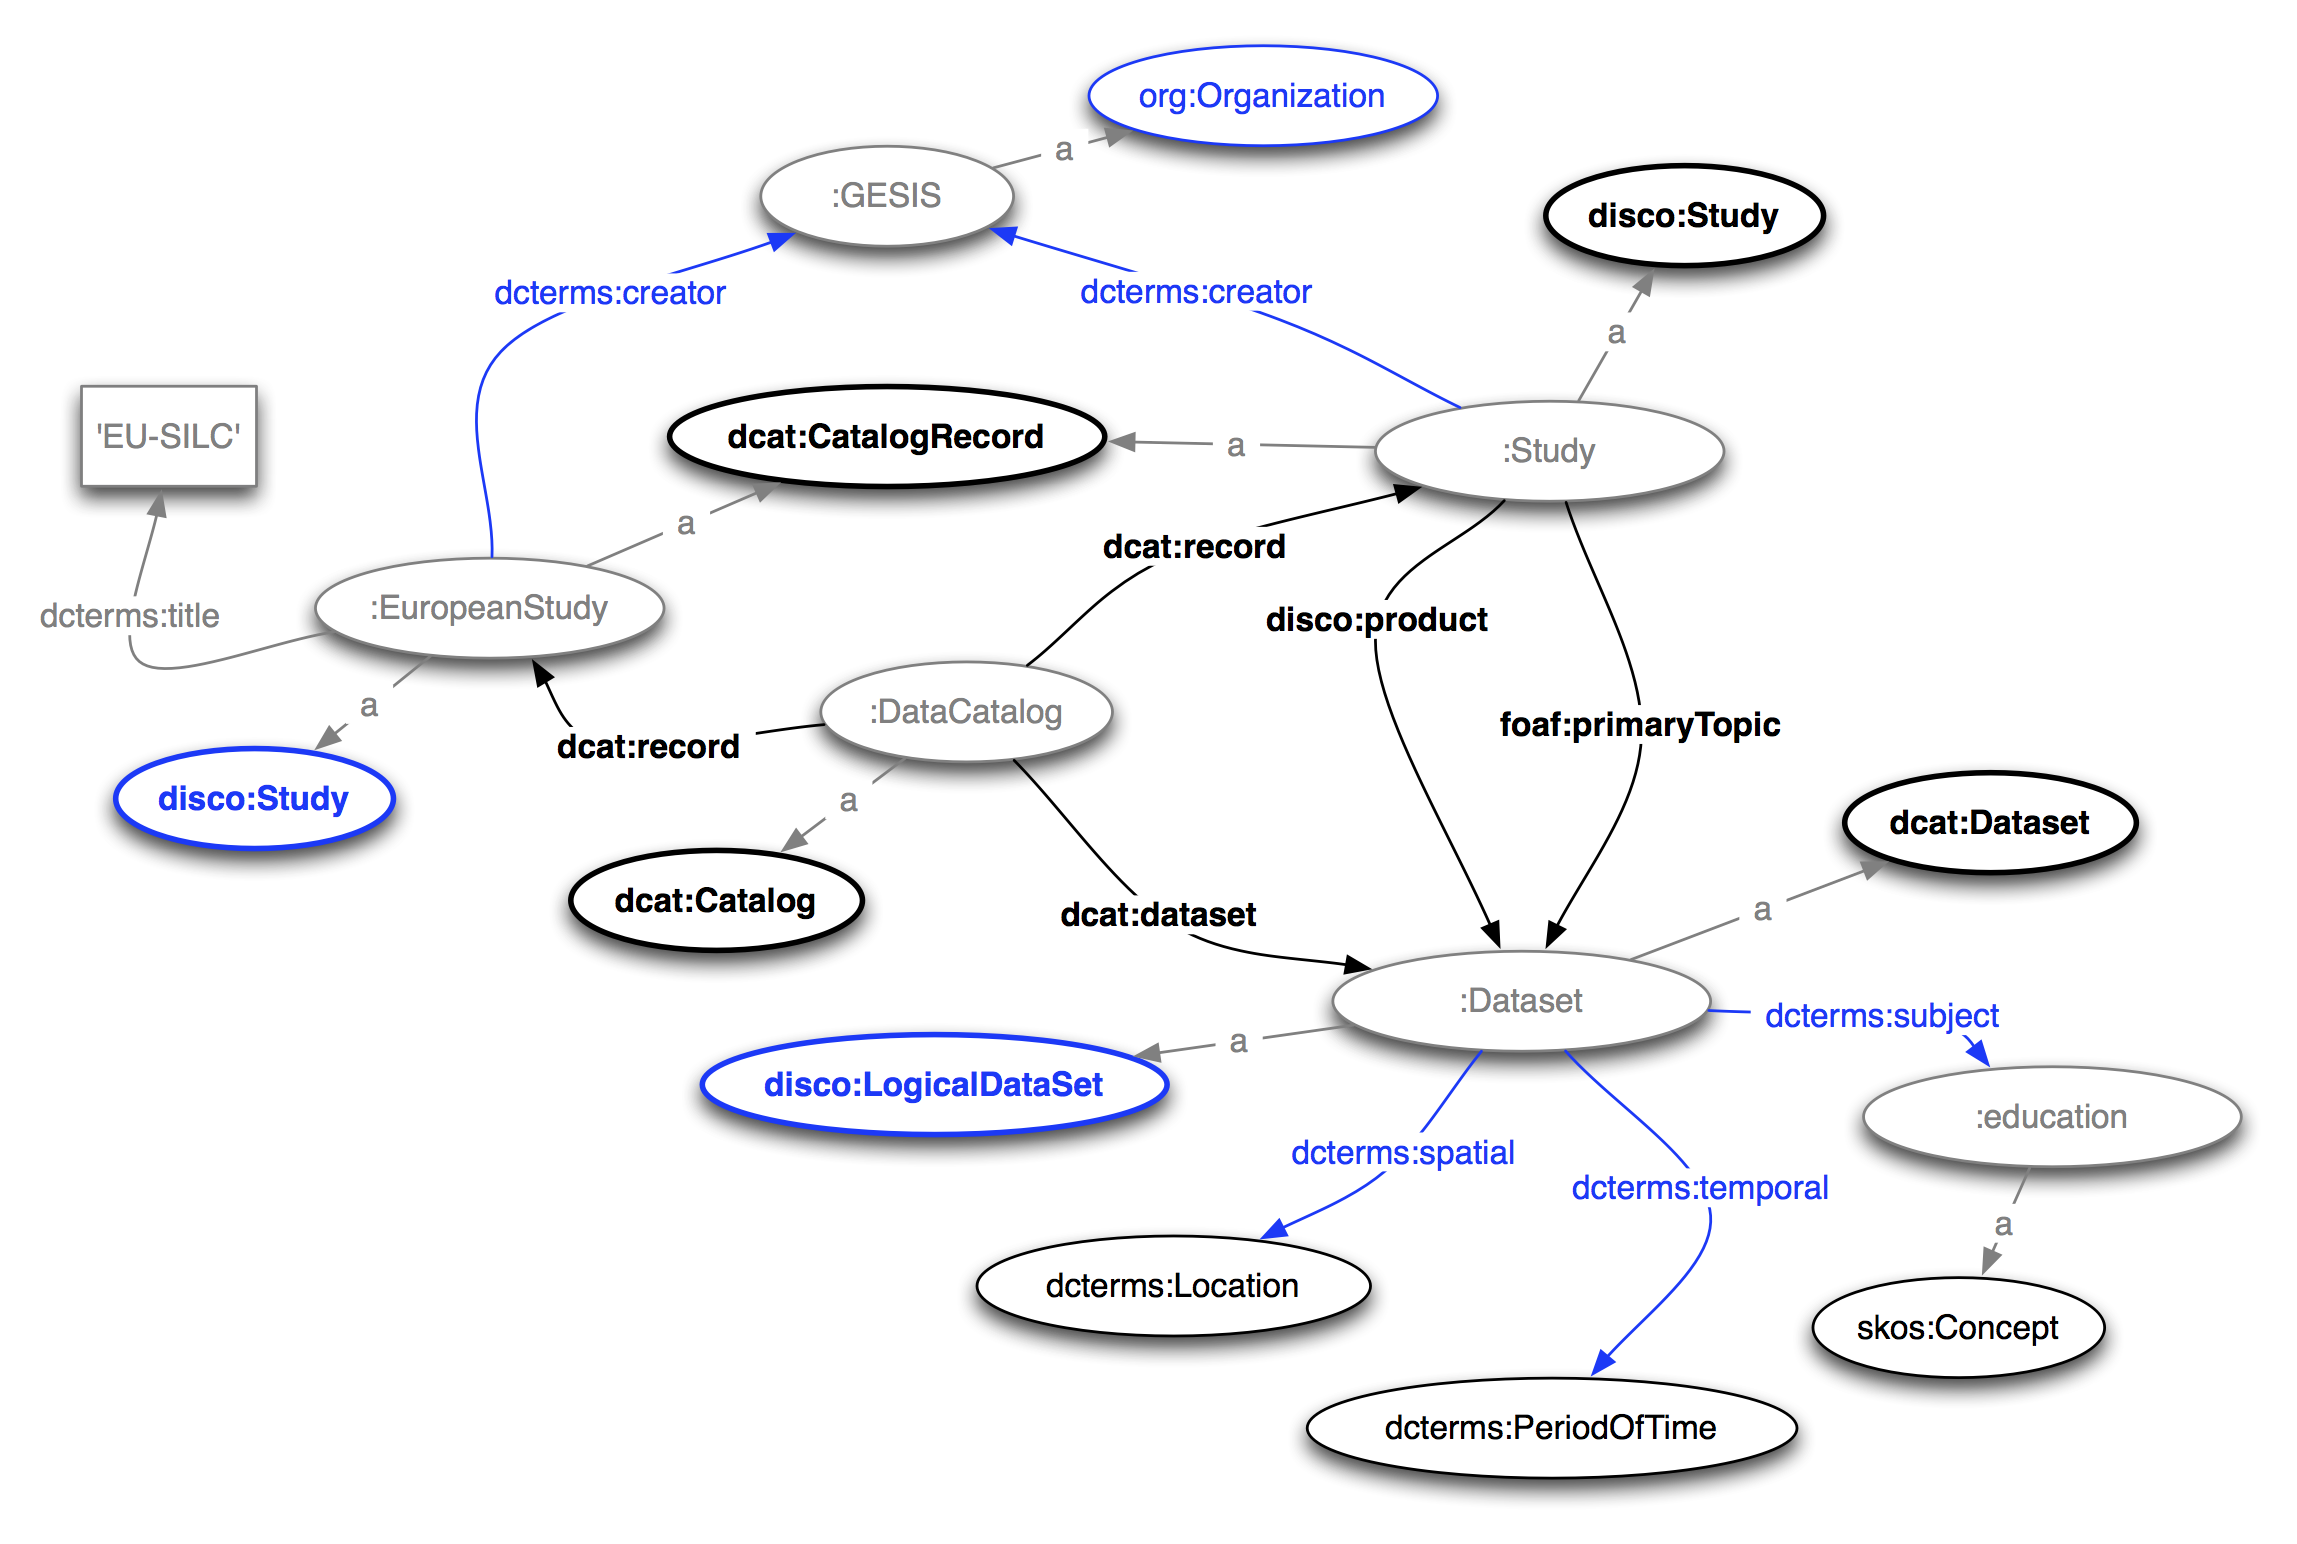 org:Organization
a
:GESIS
disco:Study
dcterms:creator
dcterms:creator
a
'EU-SILC'
dcat:CatalogRecord
a
:Study
a
dcat:record
dcterms:title
:EuropeanStudy
disco:product
a
:DataCatalog
foaf:primaryTopic
dcat:record
disco:Study
a
dcat:Dataset
dcat:Catalog
dcat:dataset
a
:Dataset
dcterms:subject
a
disco:LogicalDataSet
:education
dcterms:spatial
dcterms:temporal
a
dcterms:Location
skos:Concept
dcterms:PeriodOfTime